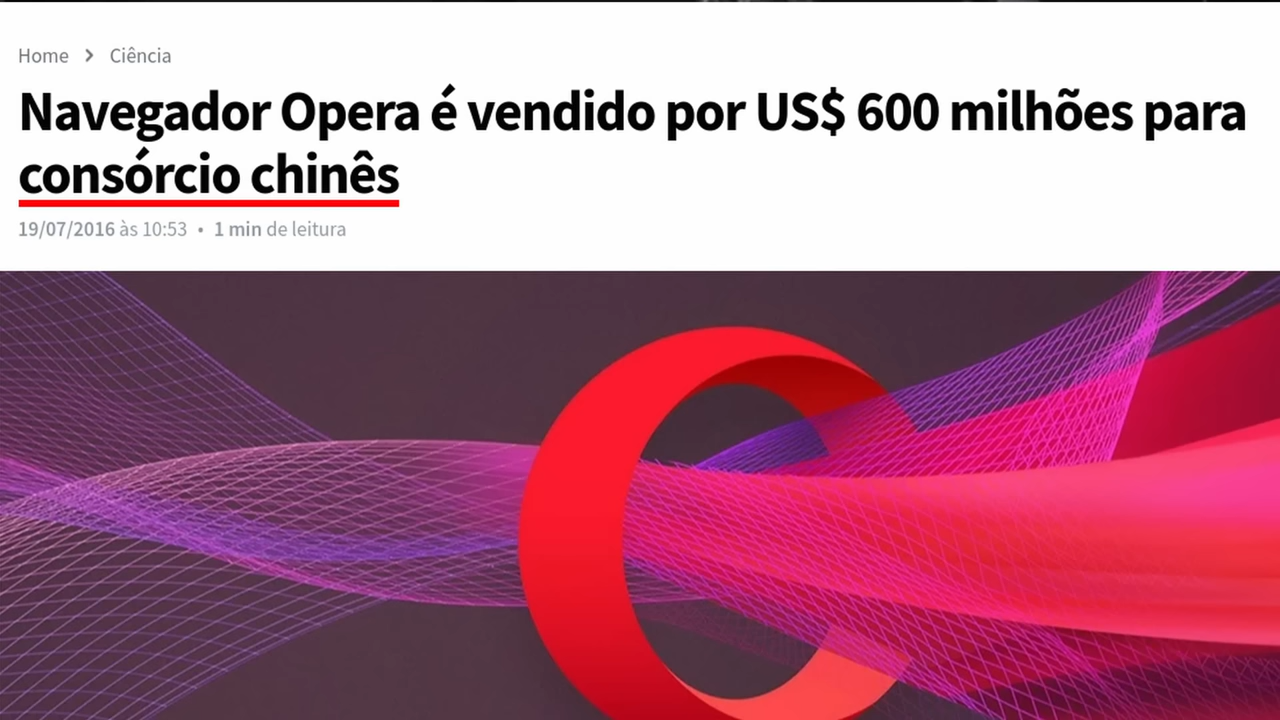 Home > Ciência
Navegador Opera é vendido por US$ 600 milhões para
consórcio chinês
19/07/2016 às 10:53 • 1 min de leitura